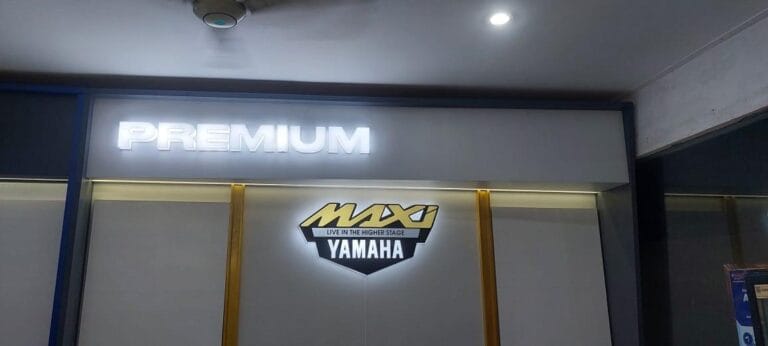 PREMIUM
MAXi
LIVE IN THE HIGHER STAGE
YAMAHA